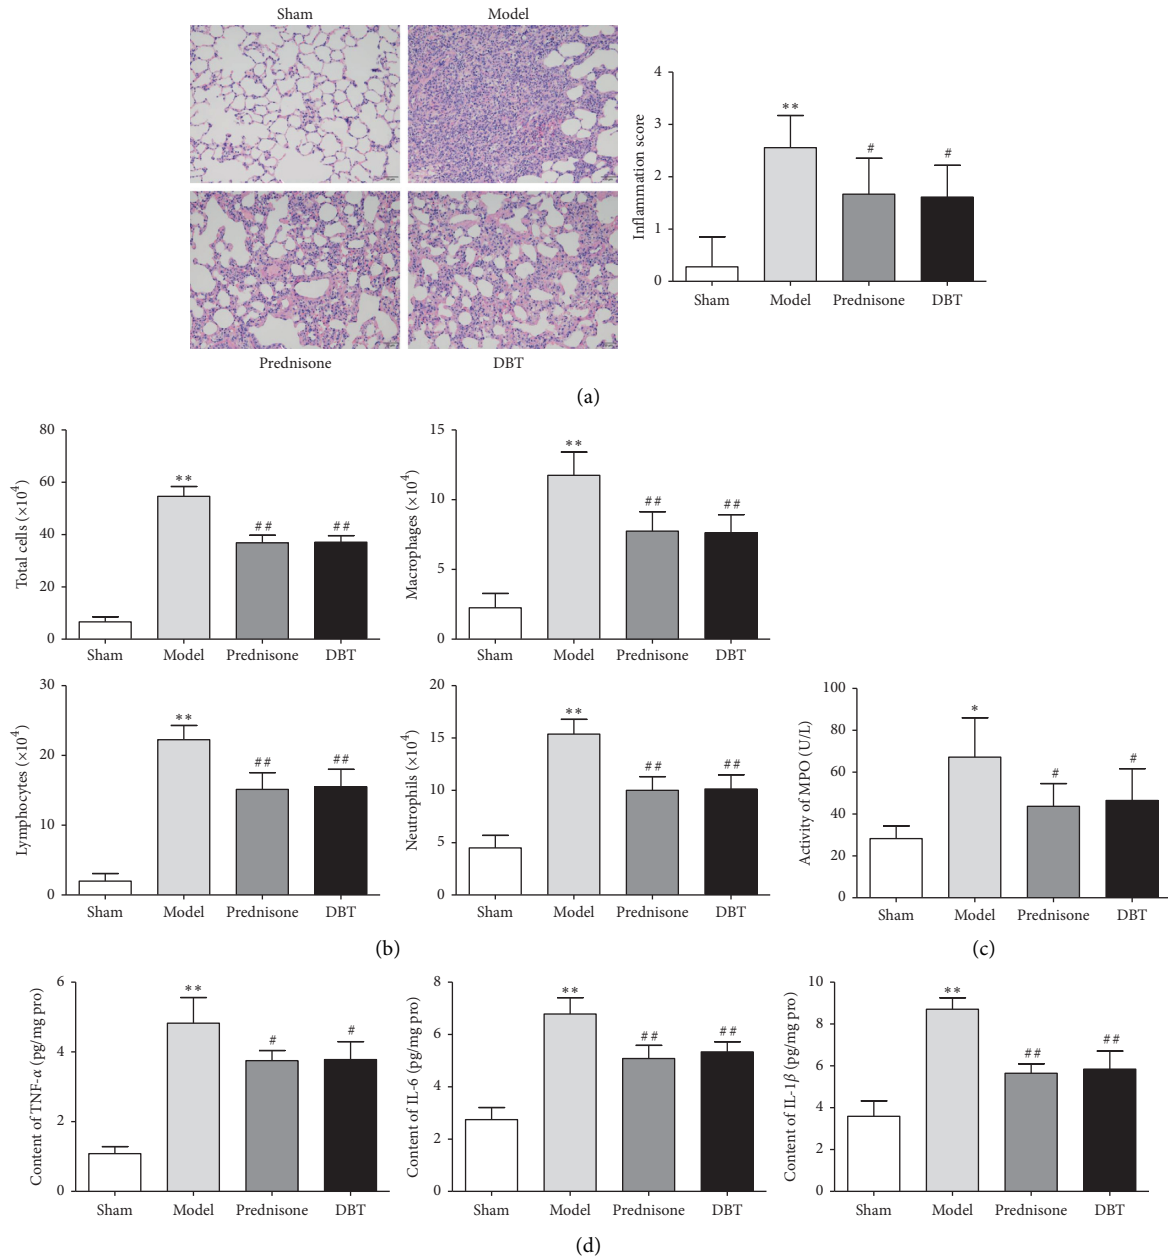 Sham Model
Prednisone DBT
Inflammation score
4
3
2
1
0
**
#
#
Sham Model Prednisone DBT
(a)
Total cells (×10⁴)
80
60
40
20
0
**
##
##
Sham Model Prednisone DBT
Macrophages (×10⁴)
15
10
5
0
**
##
##
Sham Model Prednisone DBT
Lymphocytes (×10⁴)
30
20
10
0
**
##
##
Sham Model Prednisone DBT
Neutrophils (×10⁴)
20
15
10
5
0
**
##
##
Sham Model Prednisone DBT
(b)
Activity of MPO (U/L)
100
80
60
40
20
0
*
#
#
Sham Model Prednisone DBT
(c)
Content of TNF-α (pg/mg pro)
6
4
2
0
**
#
#
Sham Model Prednisone DBT
Content of IL-6 (pg/mg pro)
8
6
4
2
0
**
##
##
Sham Model Prednisone DBT
Content of IL-1β (pg/mg pro)
10
8
6
4
2
0
**
##
##
Sham Model Prednisone DBT
(d)